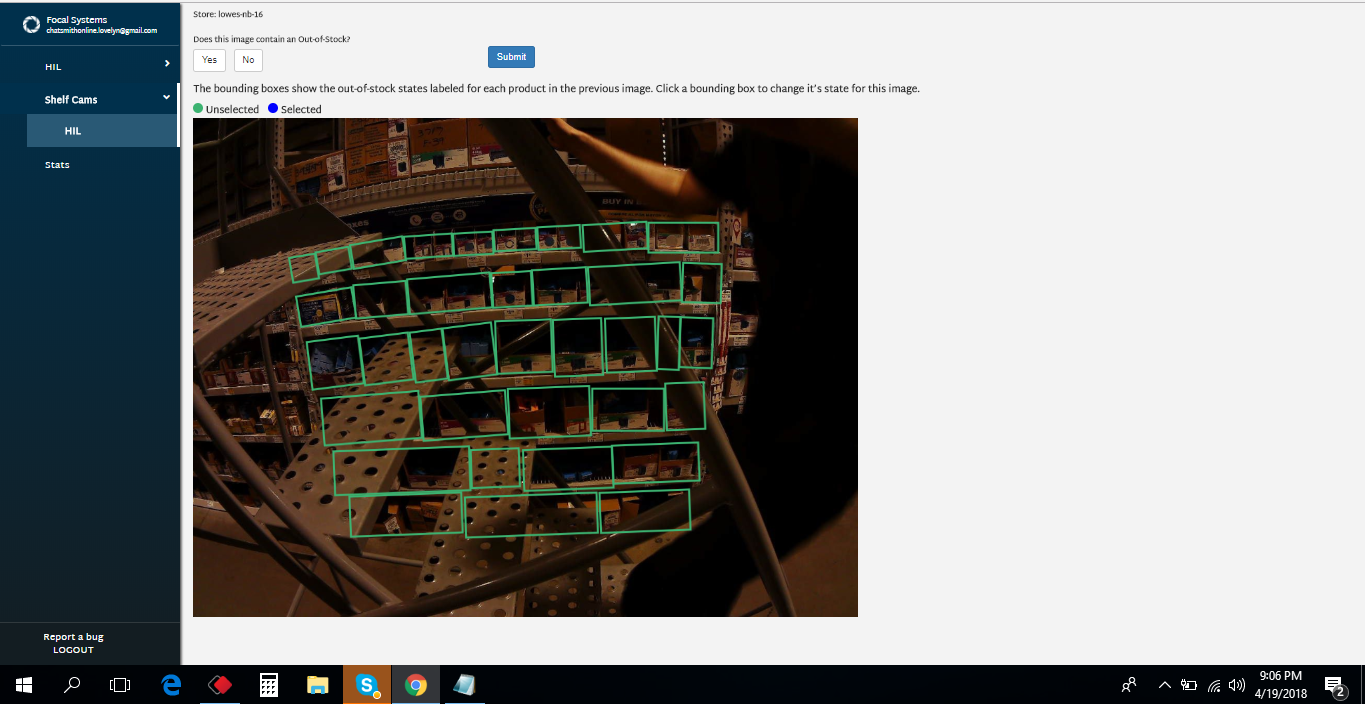 Focal Systems
chatsmithonline.lovelyn@gmail.com
HIL
Shelf Cams
HIL
Stats
Report a bug
LOGOUT
Store: lowes-nb-16
Does this image contain an Out-of-Stock?
Yes
No
Submit
The bounding boxes show the out-of-stock states labeled for each product in the previous image. Click a bounding box to change it's state for this image.
Unselected
Selected
BUY IN
9:06 PM
4/19/2018
2